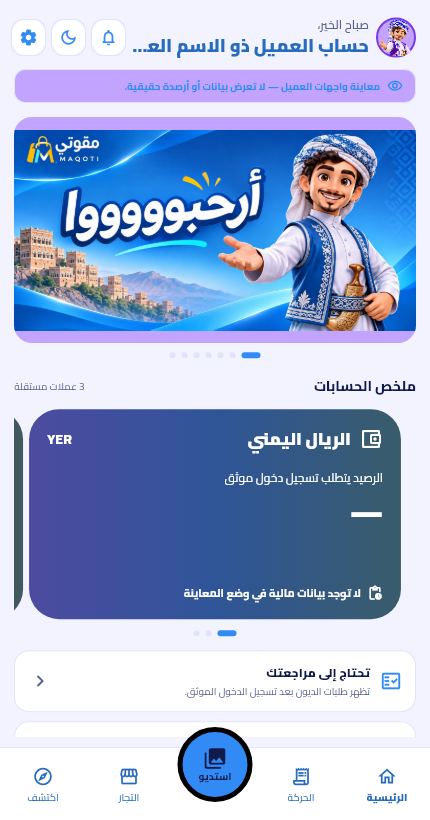 صباح الخير،
حساب العميل ذو الاسم العـ...
معاينة واجهات العميل — لا تعرض بيانات أو أرصدة حقيقية.
مقوتي
MAQOTI
أرحبوووووا
ملخص الحسابات
3 عملات مستقلة
الريال اليمني
YER
الرصيد يتطلب تسجيل دخول موثق
—
لا توجد بيانات مالية في وضع المعاينة
تحتاج إلى مراجعتك
تظهر طلبات الديون بعد تسجيل الدخول الموثق.
الرئيسية
الحركة
استديو
التجار
اكتشف